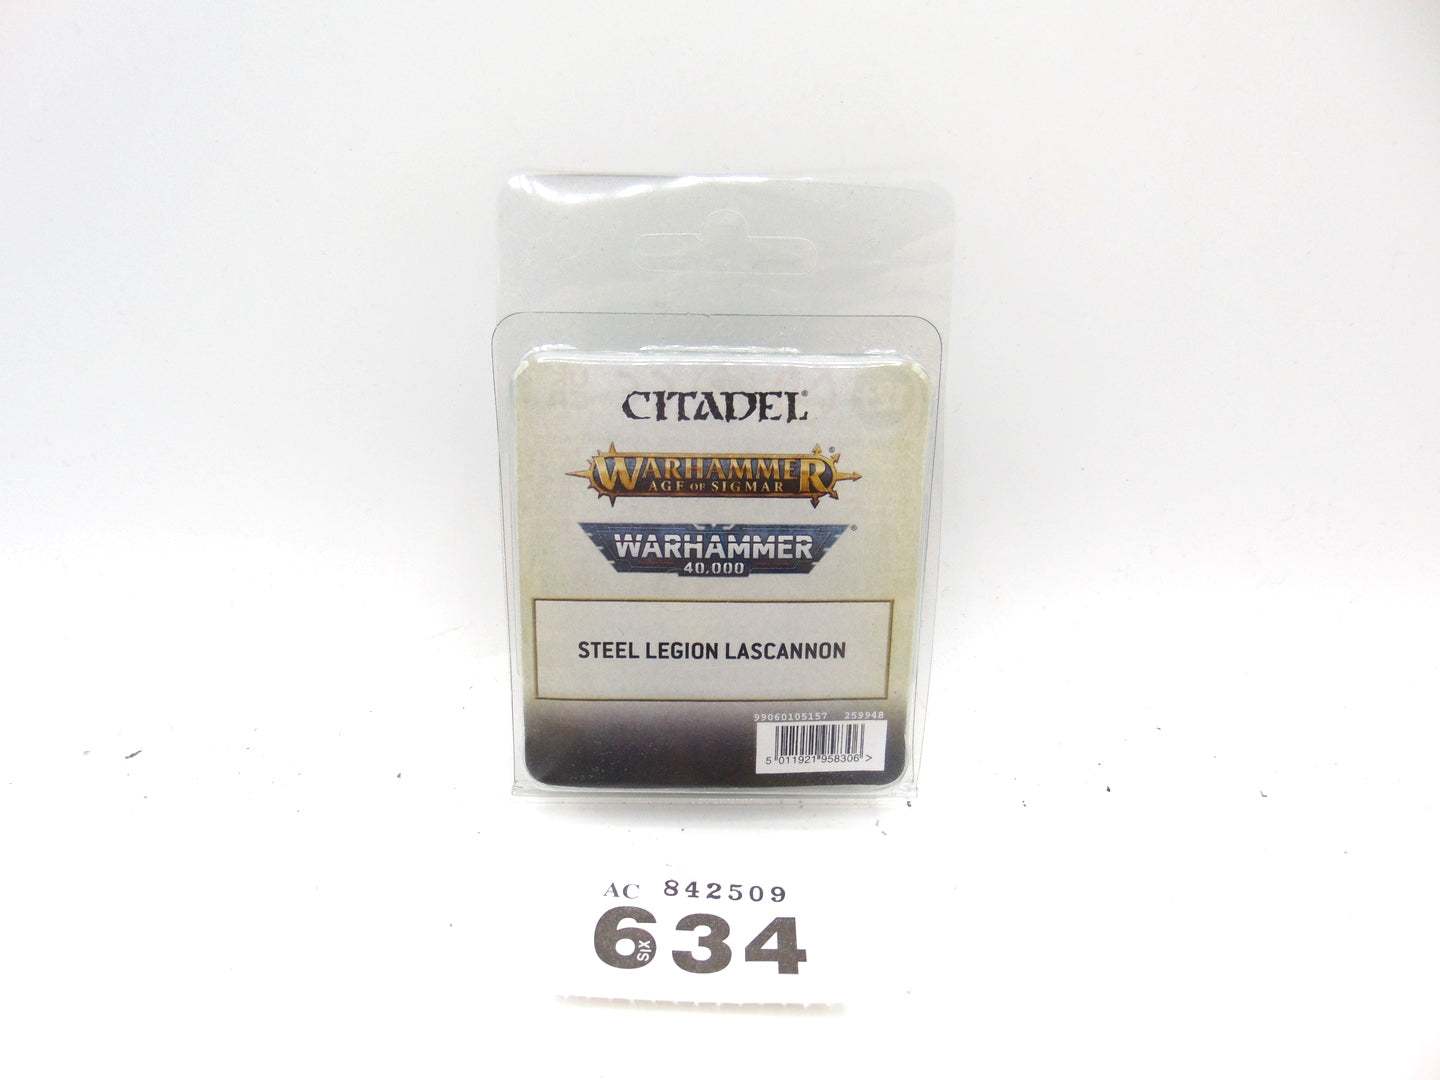 CITADEL®
WARHAMMER®
AGE OF SIGMAR
WARHAMMER®
40,000
STEEL LEGION LASCANNON
99060105157 259948
5 011921 958306 >
AC 842509
634
SIX